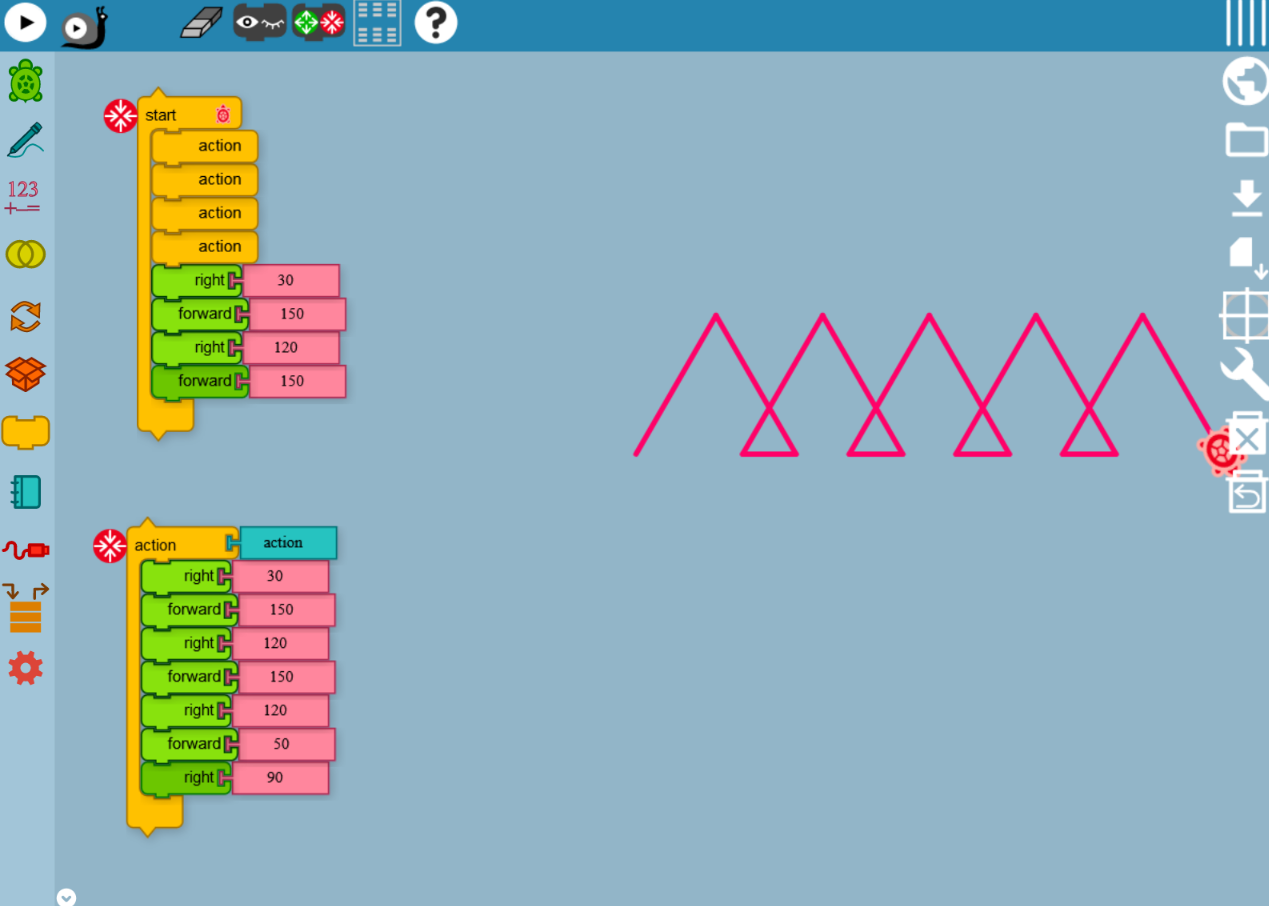 ?
123
+-=
start
action
action
action
action
right 30
forward 150
right 120
forward 150
action action
right 30
forward 150
right 120
forward 150
right 120
forward 50
right 90